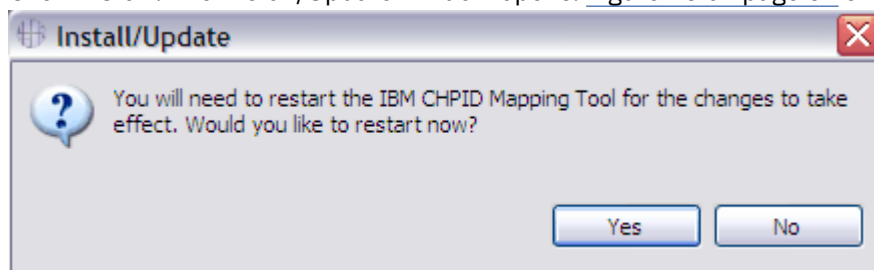 Install/Update
You will need to restart the IBM CHPID Mapping Tool for the changes to take
effect. Would you like to restart now?
Yes
No